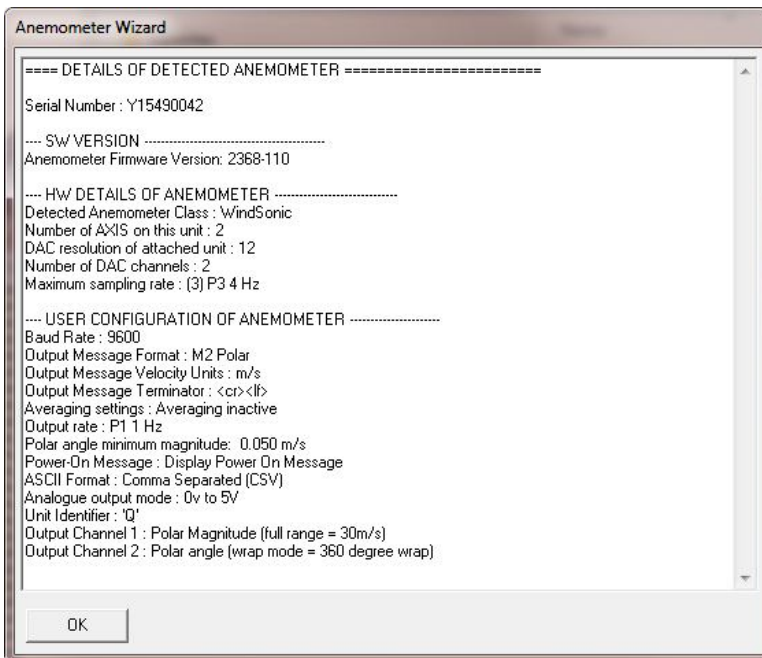 Anemometer Wizard
==== DETAILS OF DETECTED ANEMOMETER ========================
Serial Number : Y15490042
---- SW VERSION --------------------------------------------
Anemometer Firmware Version: 2368-110
---- HW DETAILS OF ANEMOMETER ------------------------------
Detected Anemometer Class : WindSonic
Number of AXIS on this unit : 2
DAC resolution of attached unit : 12
Number of DAC channels : 2
Maximum sampling rate : (3) P3 4 Hz
---- USER CONFIGURATION OF ANEMOMETER ----------------------
Baud Rate : 9600
Output Message Format : M2 Polar
Output Message Velocity Units : m/s
Output Message Terminator : <cr><lf>
Averaging settings : Averaging inactive
Output rate : P1 1 Hz
Polar angle minimum magnitude:  0.050 m/s
Power-On Message : Display Power On Message
ASCII Format : Comma Separated (CSV)
Analogue output mode : 0v to 5V
Unit Identifier : 'Q'
Output Channel 1 : Polar Magnitude (full range = 30m/s)
Output Channel 2 : Polar angle (wrap mode = 360 degree wrap)
OK